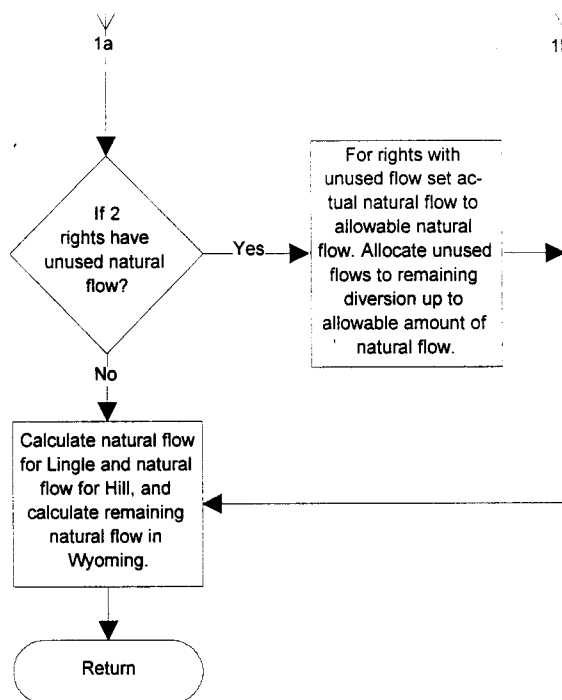 1a
If 2
rights have
unused natural
flow?
Yes
For rights with
unused flow set ac-
tual natural flow to
allowable natural
flow. Allocate unused
flows to remaining
diversion up to
allowable amount of
natural flow.
No
Calculate natural flow
for Lingle and natural
flow for Hill, and
calculate remaining
natural flow in
Wyoming.
Return